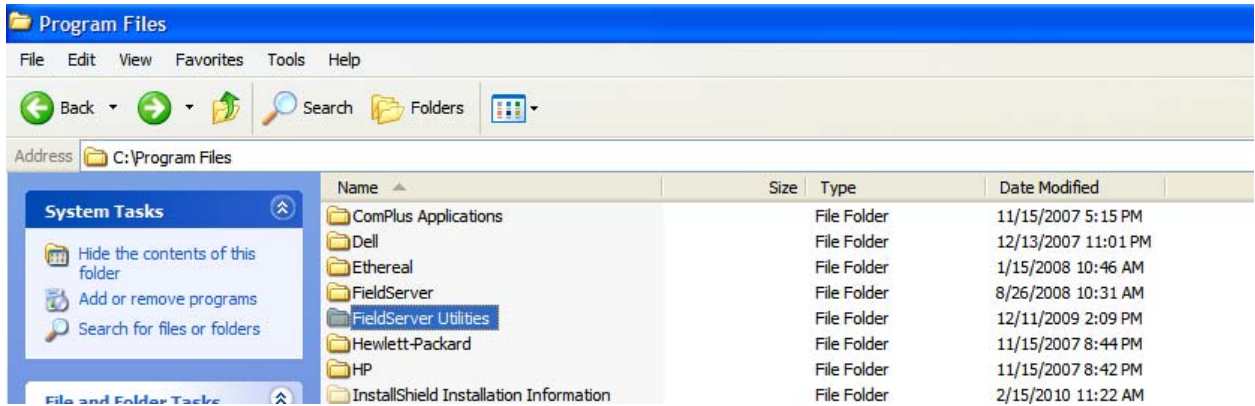 Program Files
File Edit View Favorites Tools Help
Back Search Folders
Address C:\Program Files
Name Size Type Date Modified
System Tasks
Hide the contents of this
folder
Add or remove programs
Search for files or folders
File and Folder Tasks
ComPlus Applications File Folder 11/15/2007 5:15 PM
Dell File Folder 12/13/2007 11:01 PM
Ethereal File Folder 1/15/2008 10:46 AM
FieldServer File Folder 8/26/2008 10:31 AM
FieldServer Utilities File Folder 12/11/2009 2:09 PM
Hewlett-Packard File Folder 11/15/2007 8:44 PM
HP File Folder 11/15/2007 8:42 PM
InstallShield Installation Information File Folder 2/15/2010 11:22 AM